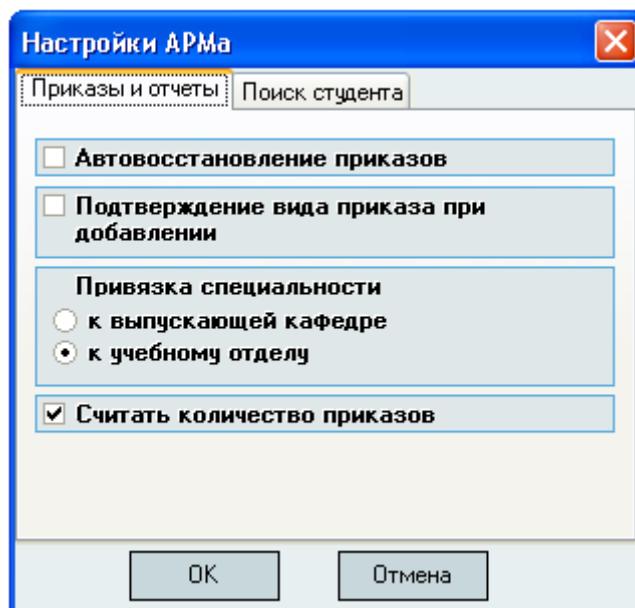 Настройки АРМа
Приказы и отчеты Поиск студента
Автовосстановление приказов
Подтверждение вида приказа при
добавлении
Привязка специальности
к выпускающей кафедре
к учебному отделу
Считать количество приказов
OK Отмена